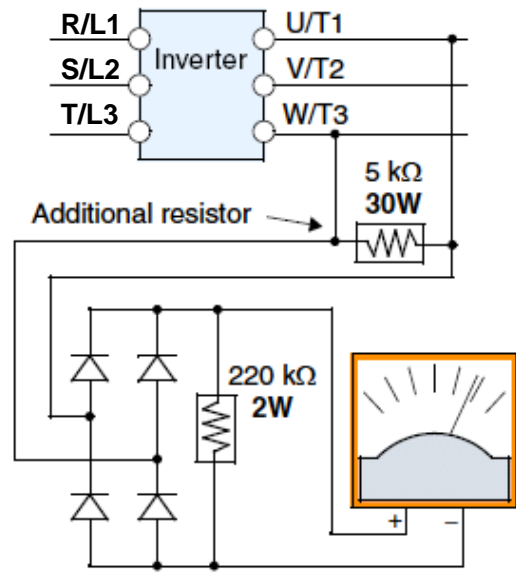 R/L1
U/T1
Inverter
S/L2
V/T2
T/L3
W/T3
5 kΩ
30W
Additional resistor
220 kΩ
2W
+ −